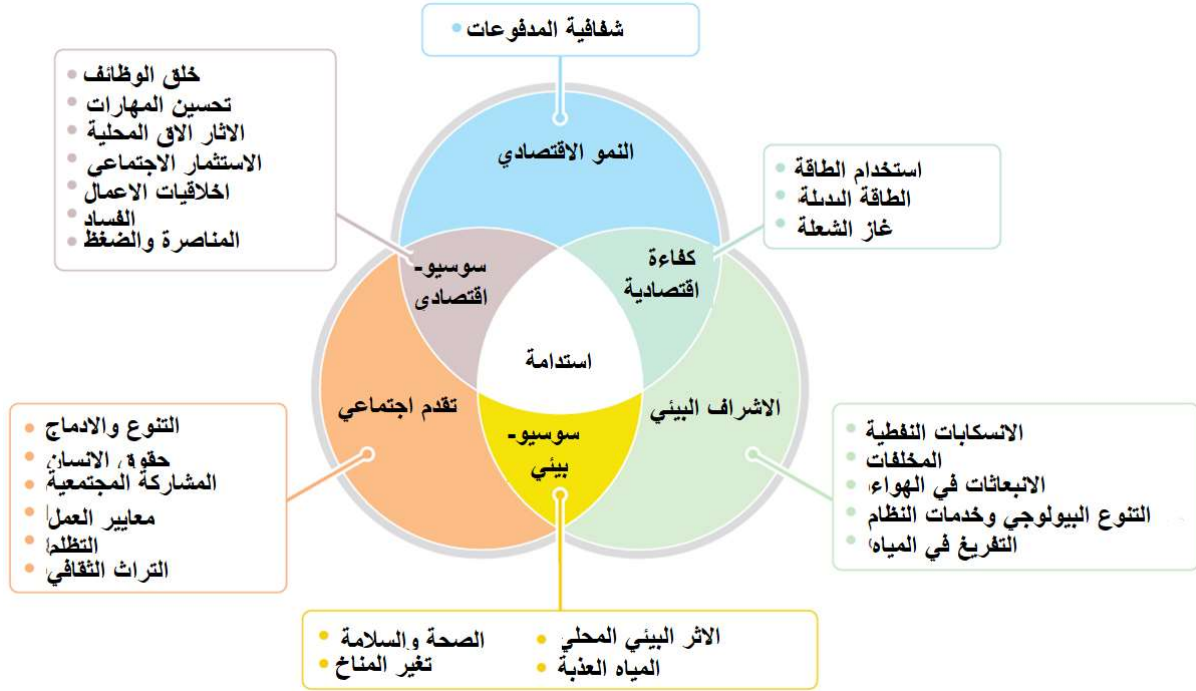 شفافية المدفوعات
خلق الوظائف
تحسين المهارات
الاثار الاق المحلية
الاستثمار الاجتماعي
اخلاقيات الاعمال
الفساد
المناصرة والضغط
النمو الاقتصادي
استخدام الطاقة
الطاقة البديلة
غاز الشعلة
سوسيو-
اقتصادي
كفاءة
اقتصادية
استدامة
تقدم اجتماعي
الاشراف البيئي
سوسيو-
بيئي
التنوع والادماج
حقوق الانسان
المشاركة المجتمعية
معايير العمل
التظلم
التراث الثقافي
الانسكابات النفطية
المخلفات
الانبعاثات في الهواء
التنوع البيولوجي وخدمات النظام
التفريغ في المياه
الصحة والسلامة
تغير المناخ
الاثر البيئي المحلي
المياه العذبة